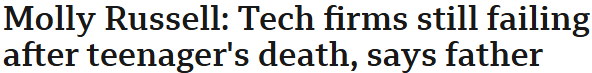 Molly Russell: Tech firms still failing
after teenager's death, says father